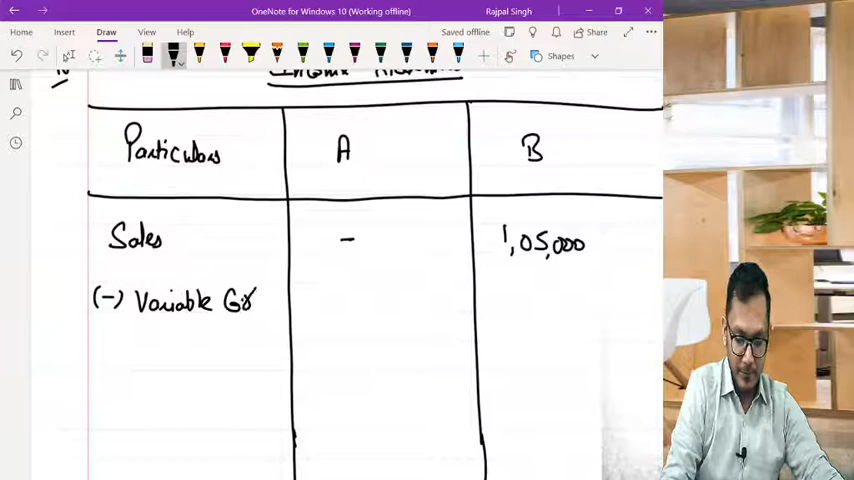 OneNote for Windows 10 (Working offline)
Rajpal Singh
Home Insert Draw View Help
Saved offline Share
Shapes
Income
Particulars A B
Sales - 1,05,000
(-) Variable